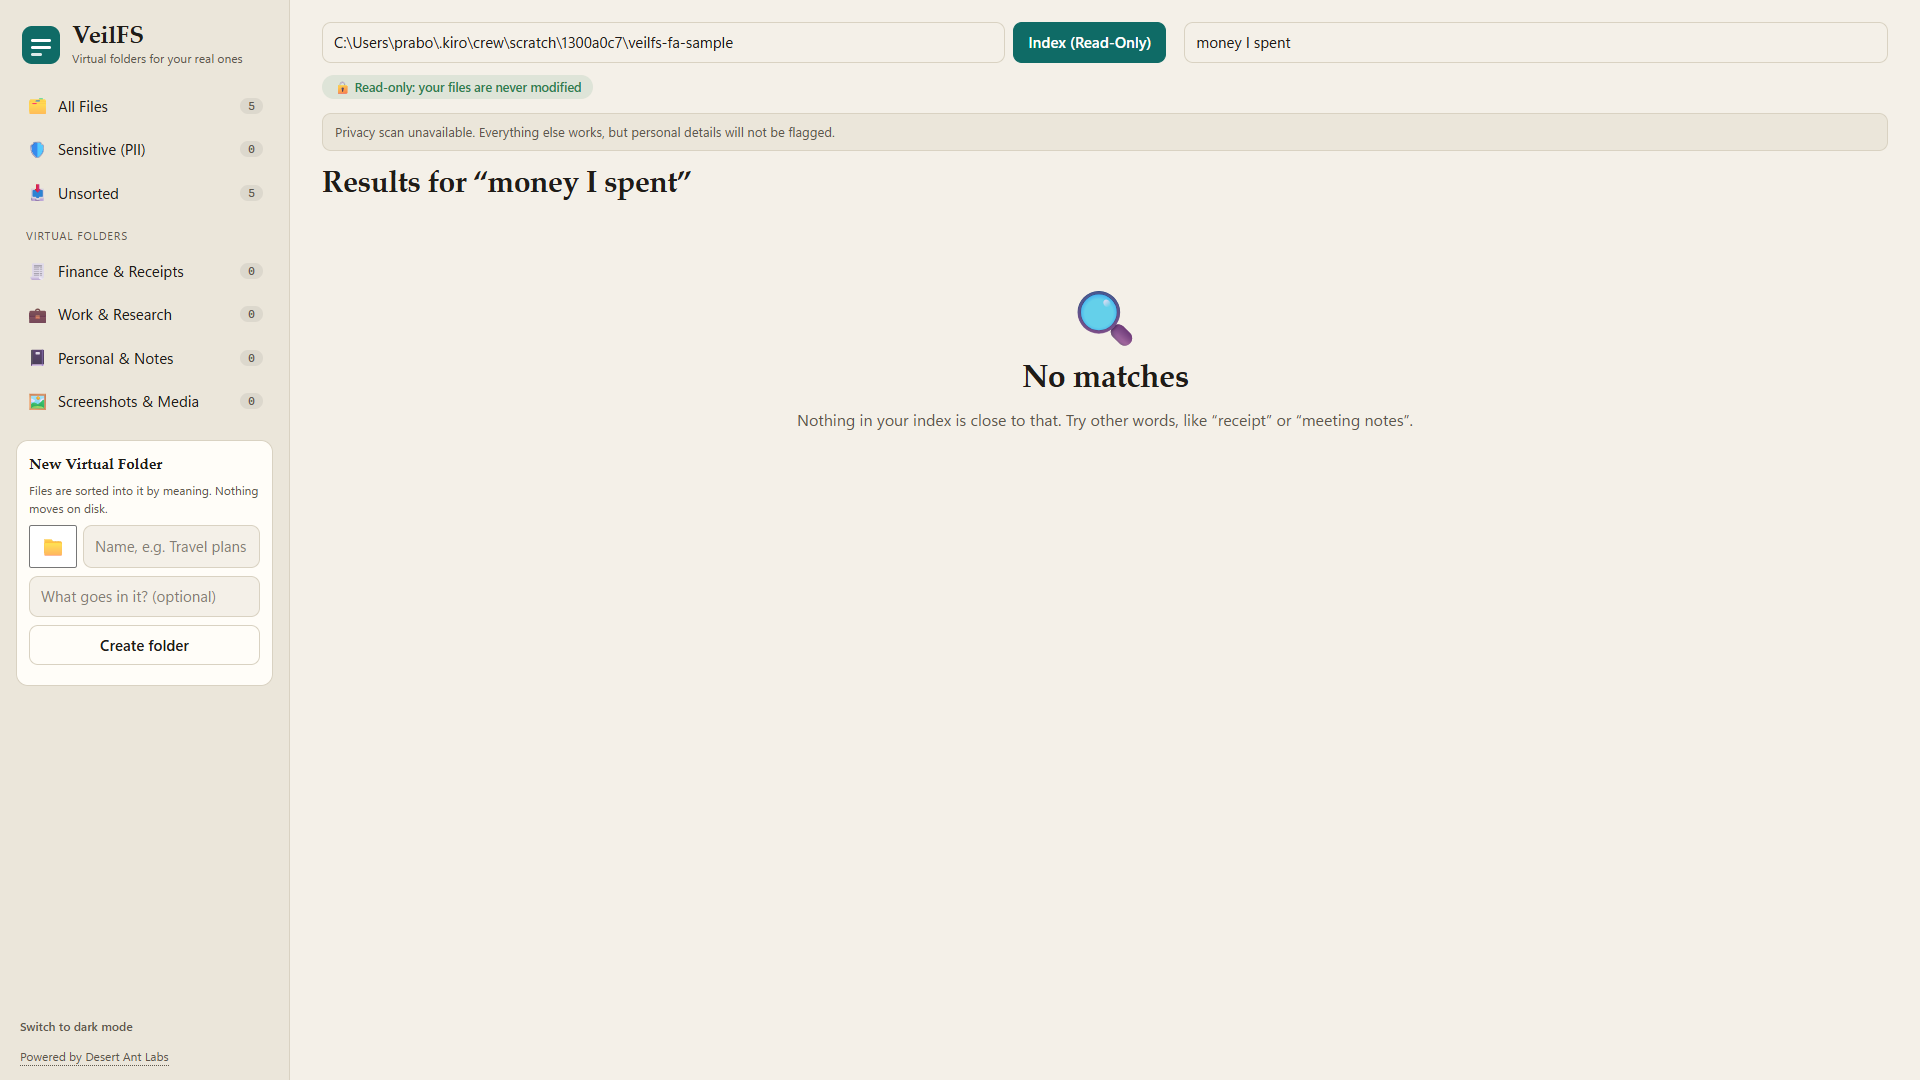 VeilFS
Virtual folders for your real ones
All Files 5
Sensitive (PII) 0
Unsorted 5
VIRTUAL FOLDERS
Finance & Receipts 0
Work & Research 0
Personal & Notes 0
Screenshots & Media 0
New Virtual Folder
Files are sorted into it by meaning. Nothing
moves on disk.
Name, e.g. Travel plans
What goes in it? (optional)
Create folder
Switch to dark mode
Powered by Desert Ant Labs
C:\Users\prabo\.kiro\crew\scratch\1300a0c7\veilfs-fa-sample
Index (Read-Only)
money I spent
Read-only: your files are never modified
Privacy scan unavailable. Everything else works, but personal details will not be flagged.
Results for “money I spent”
No matches
Nothing in your index is close to that. Try other words, like “receipt” or “meeting notes”.